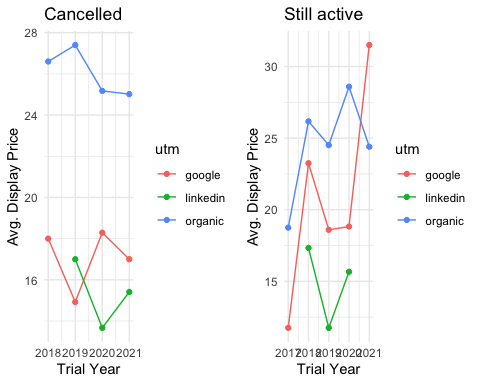 Cancelled
28
24
20
16
Avg. Display Price
2018 2019 2020 2021
Trial Year
utm
google
linkedin
organic
Still active
30
25
20
15
Avg. Display Price
2017 2018 2019 2020 2021
Trial Year
utm
google
linkedin
organic